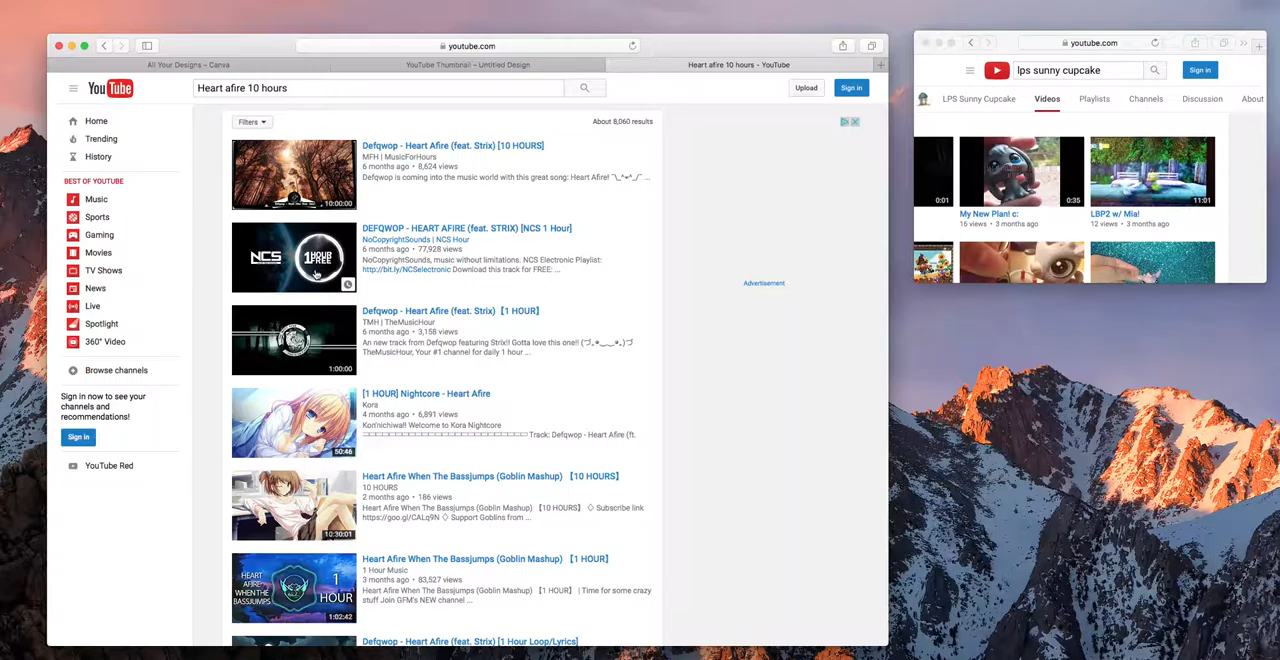 youtube.com
All Your Designs – Canva
YouTube Thumbnail – Untitled Design
Heart afire 10 hours - YouTube
YouTube
Heart afire 10 hours
Upload
Sign in
Home
Trending
History
BEST OF YOUTUBE
Music
Sports
Gaming
Movies
TV Shows
News
Live
Spotlight
360° Video
Browse channels
Sign in now to see your
channels and
recommendations!
Sign in
YouTube Red
Filters
About 8,060 results
Defqwop - Heart Afire (feat. Strix) [10 HOURS]
MFH | MusicForHours
6 months ago • 8,624 views
Defqwop is coming into the music world with this great song: Heart Afire! ¯\_^•^_/¯ ...
10:00:00
DEFQWOP - HEART AFIRE (feat. STRIX) [NCS 1 Hour]
NoCopyrightSounds | NCS Hour
6 months ago • 77,928 views
NoCopyrightSounds, music without limitations. NCS Electronic Playlist:
http://bit.ly/NCSelectronic Download this track for FREE: ...
NCS
1HOUR
Defqwop - Heart Afire (feat. Strix)【1 HOUR】
TMH | TheMusicHour
6 months ago • 3,158 views
An new track from Defqwop featuring Strix!! Gotta love this one!!
TheMusicHour, Your #1 channel for daily 1 hour ...
1:00:00
[1 HOUR] Nightcore - Heart Afire
Kora
4 months ago • 6,891 views
Kon'nichiwa!! Welcome to Kora Nightcore
Track: Defqwop - Heart Afire (ft.
50:46
Heart Afire When The Bassjumps (Goblin Mashup) 【10 HOURS】
10 HOURS
2 months ago • 186 views
Heart Afire When The Bassjumps (Goblin Mashup) 【10 HOURS】 ♢ Subscribe link
https://goo.gl/CALq9N ♢ Support Goblins from ...
10:30:01
Heart Afire When The Bassjumps (Goblin Mashup) 【1 HOUR】
1 Hour Music
3 months ago • 83,527 views
Heart Afire When The Bassjumps (Goblin Mashup) 【1 HOUR】 | Time for some crazy
stuff Join GFM's NEW channel ...
HEART
AFIRE
WHEN THE
BASSJUMPS
1
HOUR
1:02:42
Defqwop - Heart Afire (feat. Strix) [1 Hour Loop/Lyrics]
Advertisement
youtube.com
lps sunny cupcake
Sign in
LPS Sunny Cupcake
Videos
Playlists
Channels
Discussion
About
0:01
0:35
11:01
My New Plan! c:
16 views • 3 months ago
LBP2 w/ Mia!
12 views • 3 months ago